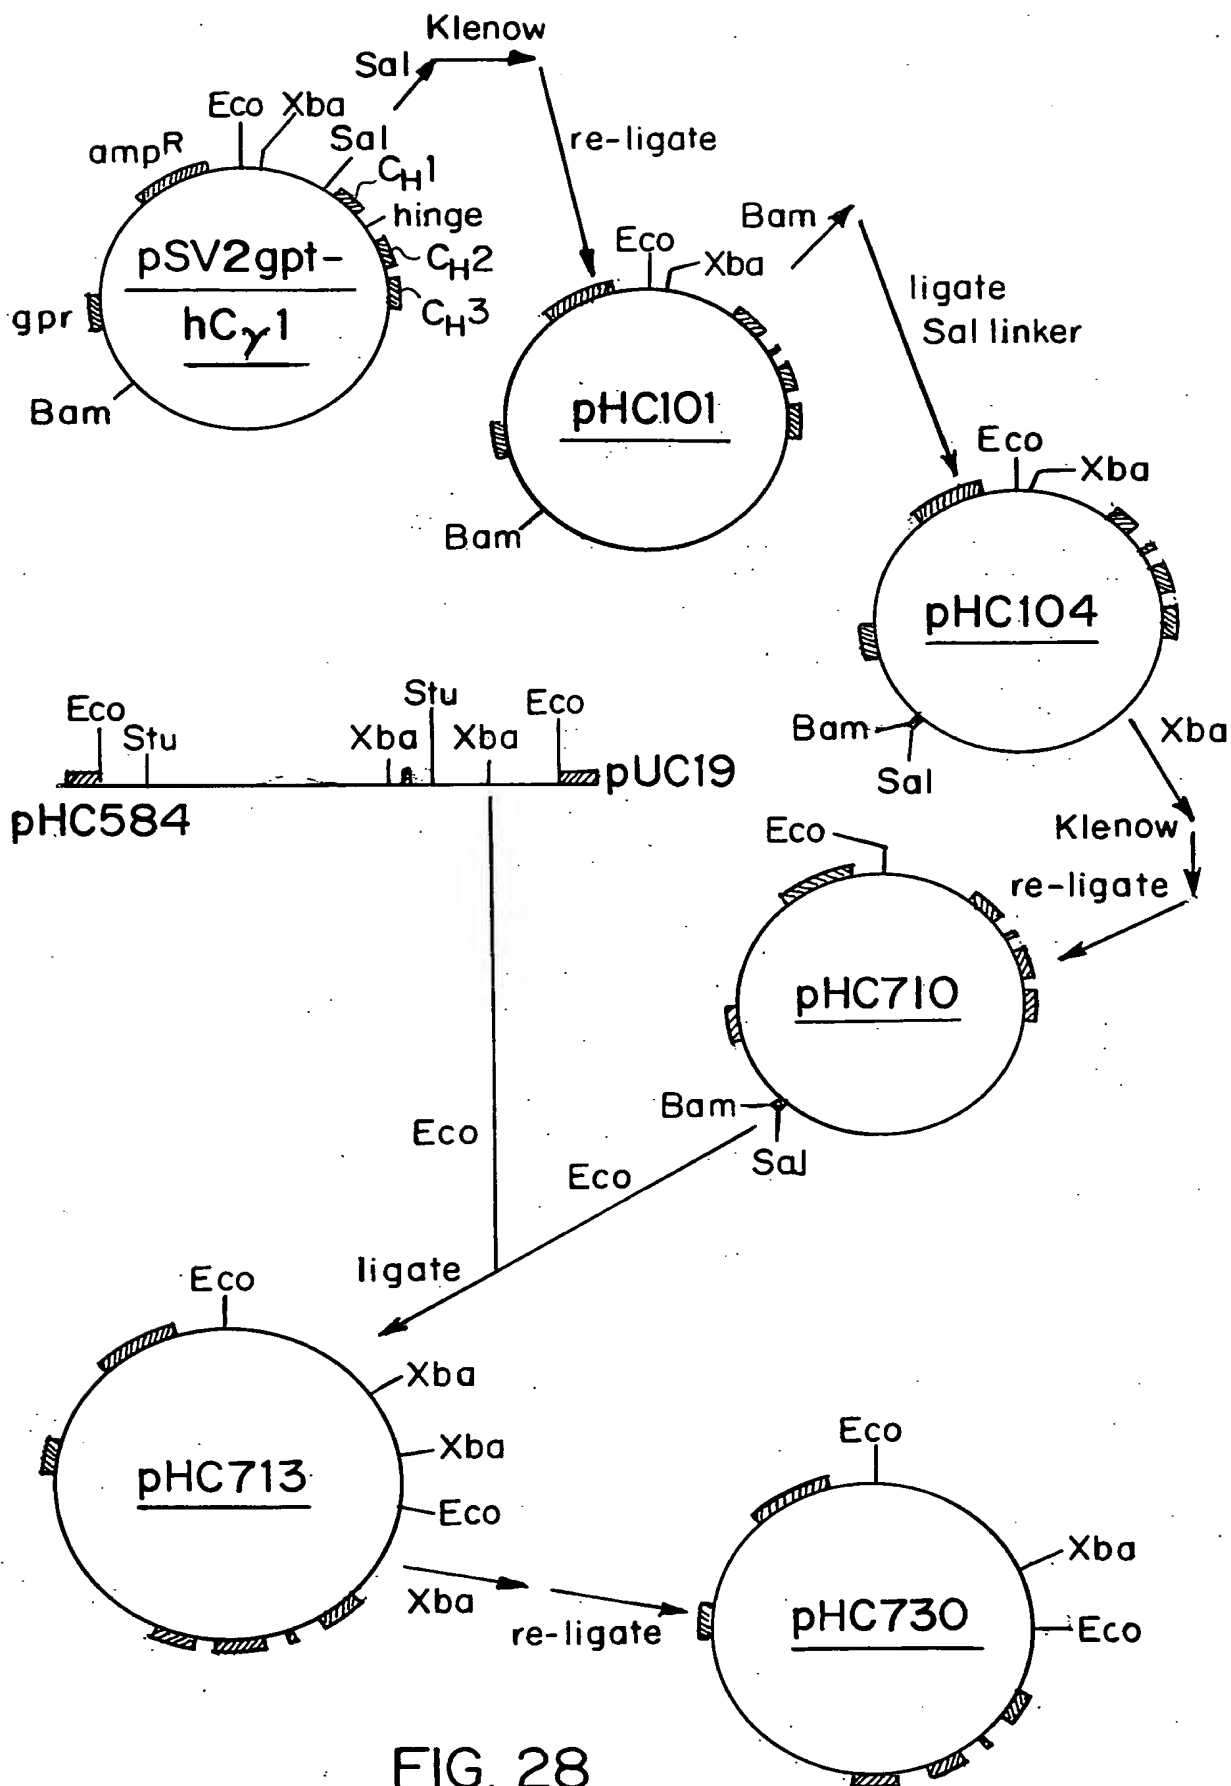 Klenow
Sal
Eco Xba
Sal
ampR
re-ligate
CH1
hinge
CH2
CH3
pSV2gpt-
hCγ1
gpr
Bam
Bam
Eco
Xba
ligate
Sal linker
pHC101
Bam
Eco
Xba
pHC104
Bam
Sal
Xba
Klenow
re-ligate
Eco
Stu
Xba
Stu
Xba
Eco
pUC19
pHC584
Eco
pHC710
Bam
Sal
Eco
Eco
ligate
Eco
Xba
Xba
Eco
pHC713
Xba
re-ligate
Eco
Xba
Eco
pHC730
FIG. 28